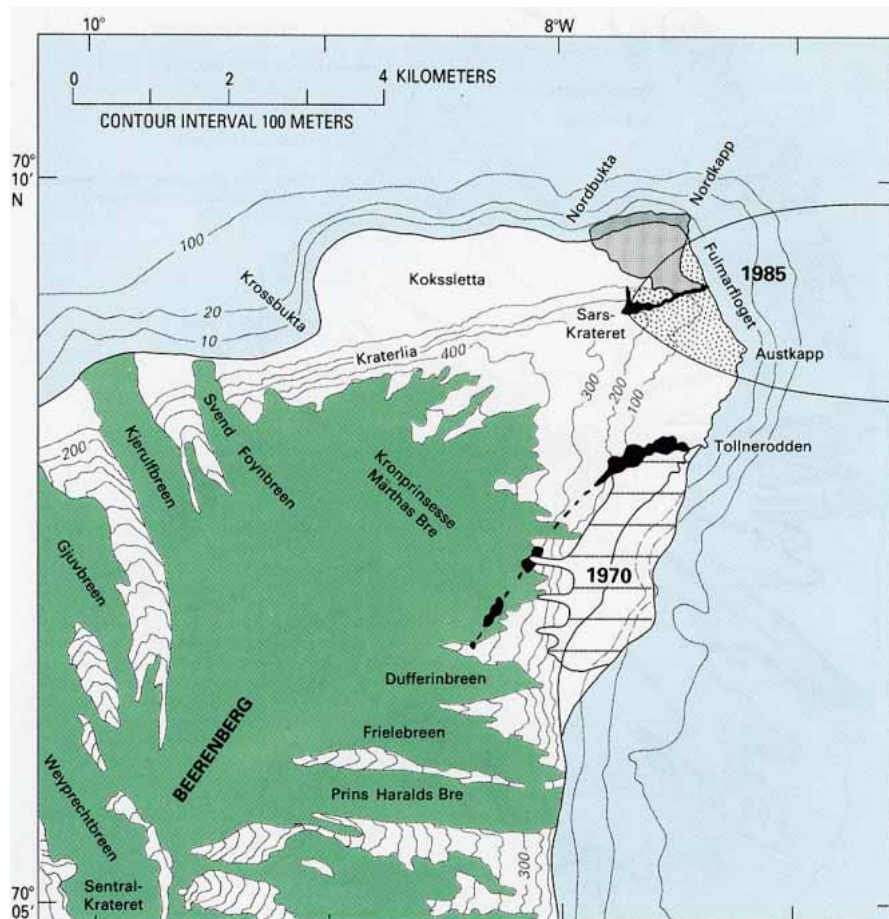 10°
8°W
0
2
4
KILOMETERS
CONTOUR INTERVAL 100 METERS
70°
10'
N
Nordbukta
Nordkapp
100
Fulmarfloget
1985
Krossbukta
Kokssletta
20
10
Sars-
Krateret
Kraterlia
400
Austkapp
300
200
100
Svend Foynbreen
Kjerulfbreen
200
Kronprinsesse
Märthas Bre
Tollnerodden
Gjuvbreen
1970
Dufferinbreen
BEERENBERG
Frielebreen
Weyprechtbreen
Prins Haralds Bre
300
Sentral-
Krateret
70°
05'